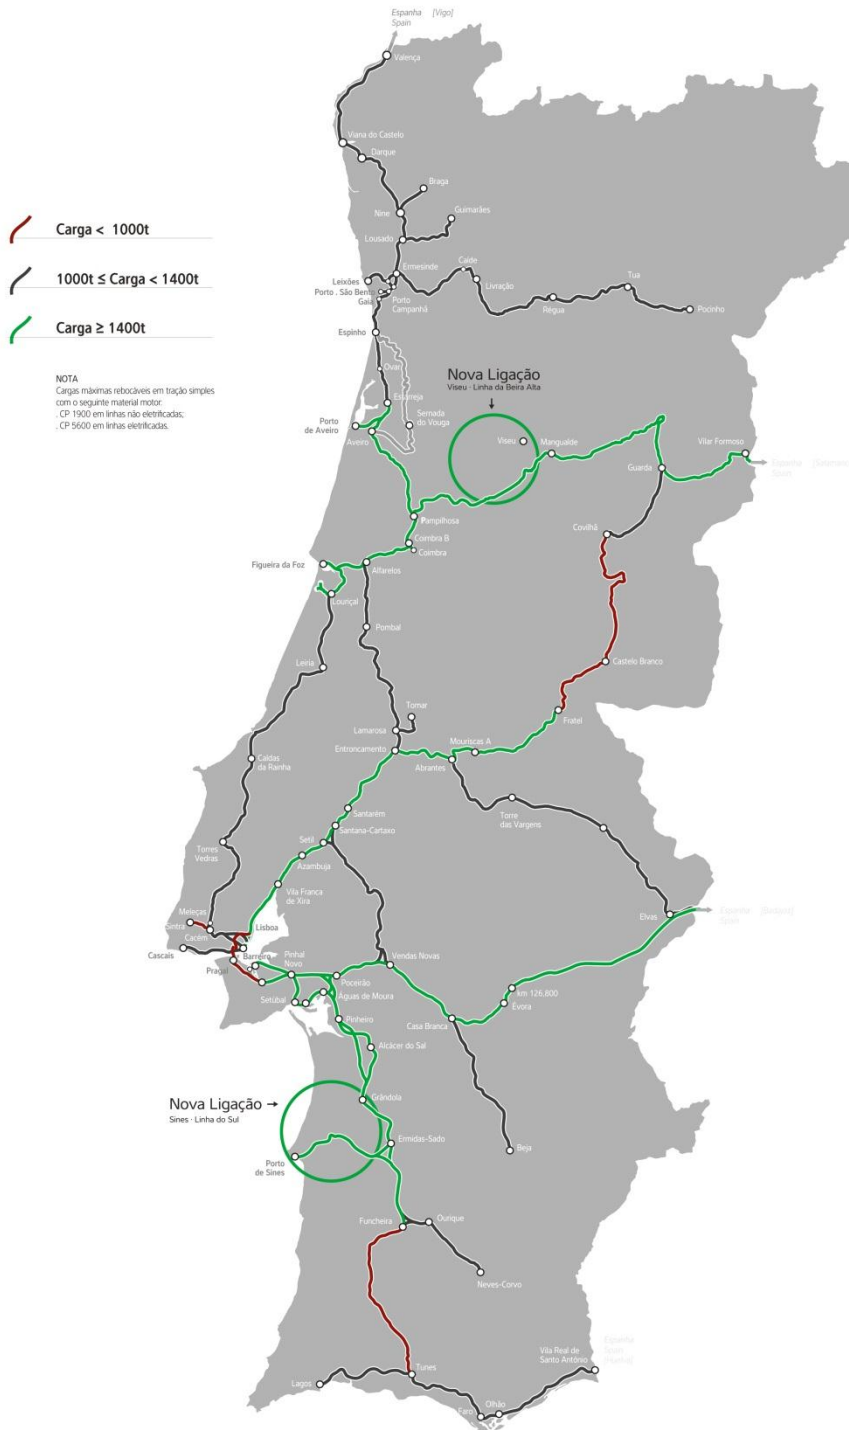 Espanha [Vigo]
Spain
Valença
Viana do Castelo
Darque
Braga
Nine
Guimarães
Lousado
Carga < 1000t
1000t ≤ Carga < 1400t
Carga ≥ 1400t
NOTA
Cargas máximas rebocáveis em tração simples
com o seguinte material motor:
. CP 1900 em linhas não eletrificadas;
. CP 5600 em linhas eletrificadas.
Ermesinde
Caíde
Leixões
Livração
Tua
Porto . São Bento
Gaia
Porto
Campanhã
Régua
Pocinho
Espinho
Ovar
Nova Ligação
Viseu · Linha da Beira Alta
Estarreja
Porto
de Aveiro
Sernada
do Vouga
Aveiro
Viseu
Mangualde
Vilar Formoso
Guarda
Espanha
Spain
Pampilhosa
Covilhã
Coimbra B
Coimbra
Figueira da Foz
Alfarelos
Louriçal
Pombal
Leiria
Castelo Branco
Tomar
Fratel
Lamarosa
Mouriscas A
Entroncamento
Abrantes
Caldas
da Rainha
Torre
das Vargens
Santarém
Santana-Cartaxo
Setil
Torres
Vedras
Azambuja
Vila Franca
de Xira
Meleças
Sintra
Lisboa
Elvas
Espanha [Badajoz]
Spain
Cacém
Cascais
Barreiro
Pinhal
Novo
Vendas Novas
Pragal
Poceirão
km 126,800
Setúbal
Águas de Moura
Évora
Pinheiro
Casa Branca
Alcácer do Sal
Nova Ligação
Sines · Linha do Sul
Grândola
Ermidas-Sado
Beja
Porto
de Sines
Funcheira
Ourique
Neves-Corvo
Espanha
Spain
Vila Real de
Santo António
Tunes
Lagos
Olhão
Faro